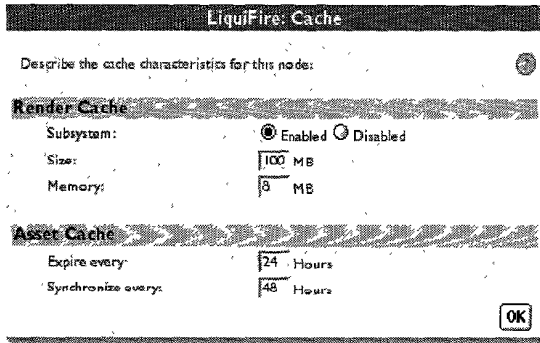 LiquiFire: Cache
Describe the cache characteristics for this node:
Render Cache
Subsystem: Enabled Disabled
Size: 100 MB
Memory: 8 MB
Asset Cache
Expire every: 24 Hours
Synchronize every: 48 Hours
OK